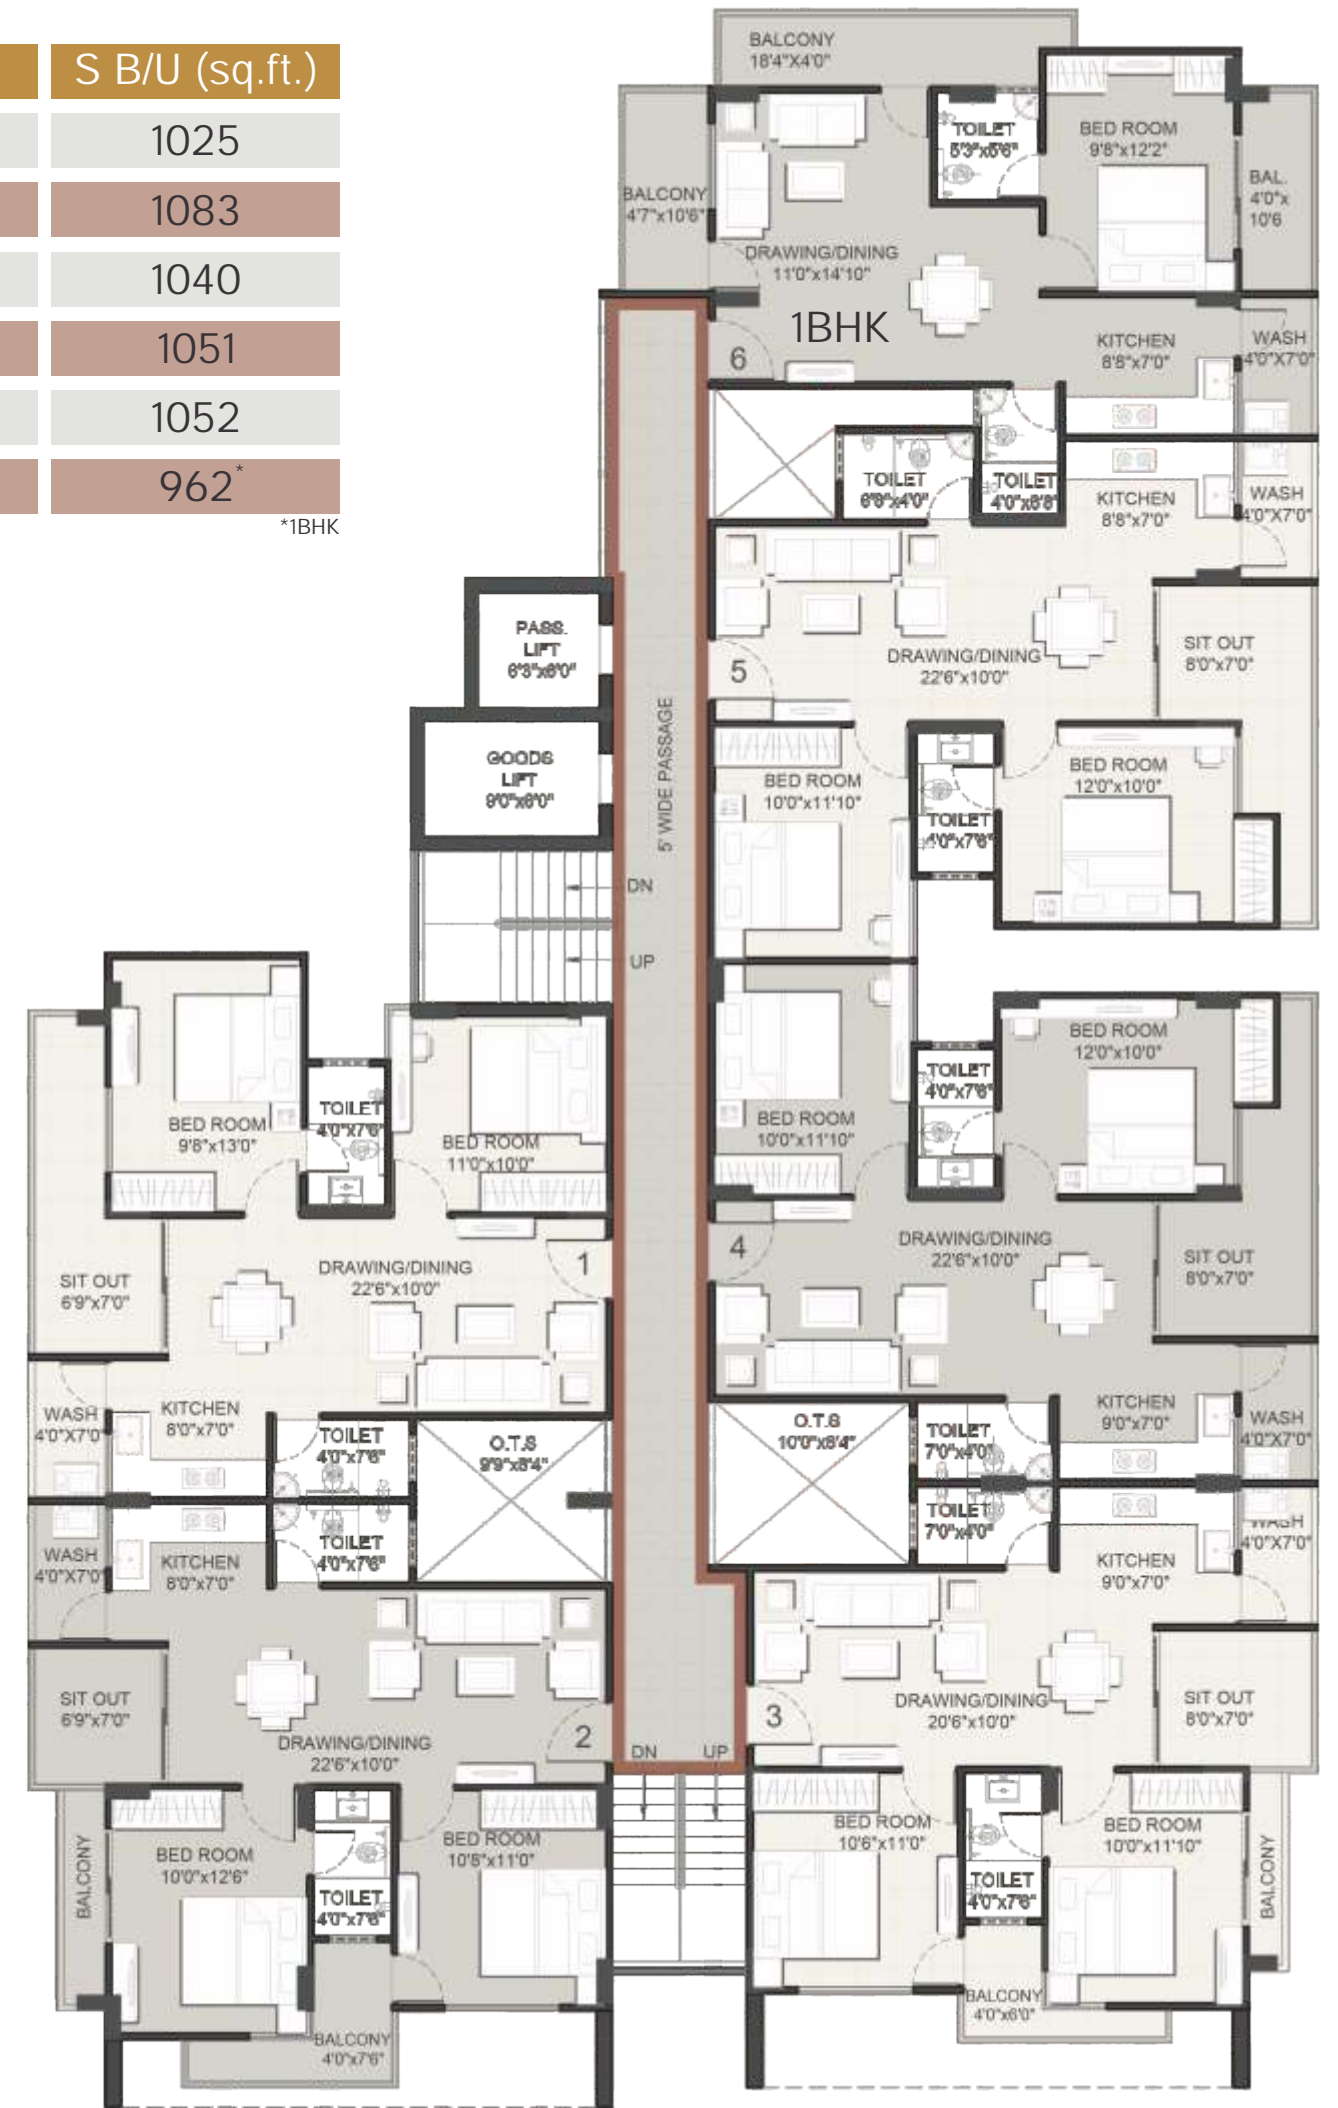 S B/U (sq.ft.)
1025
1083
1040
1051
1052
962*
*1BHK
BALCONY
18'4"X4'0"
TOILET
5'3"x5'6"
BED ROOM
9'8"x12'2"
BALCONY
4'7"x10'6"
BAL.
4'0"x
10'6
DRAWING/DINING
11'0"x14'10"
1BHK
6
KITCHEN
8'8"x7'0"
WASH
4'0"X7'0"
TOILET
6'8"x4'0"
TOILET
4'0"x6'8"
KITCHEN
8'8"x7'0"
WASH
4'0"X7'0"
PASS.
LIFT
6'3"x6'0"
5
DRAWING/DINING
22'6"x10'0"
SIT OUT
8'0"x7'0"
GOODS
LIFT
9'0"x6'0"
5' WIDE PASSAGE
BED ROOM
10'0"x11'10"
TOILET
4'0"x7'6"
BED ROOM
12'0"x10'0"
DN
UP
BED ROOM
9'8"x13'0"
TOILET
4'0"x7'6"
BED ROOM
11'0"x10'0"
BED ROOM
10'0"x11'10"
TOILET
4'0"x7'6"
BED ROOM
12'0"x10'0"
SIT OUT
6'9"x7'0"
DRAWING/DINING
22'6"x10'0"
1
4
DRAWING/DINING
22'6"x10'0"
SIT OUT
8'0"x7'0"
WASH
4'0"X7'0"
KITCHEN
8'0"x7'0"
TOILET
4'0"x7'6"
O.T.S
9'9"x8'4"
O.T.S
10'0"x8'4"
TOILET
7'0"x4'0"
KITCHEN
9'0"x7'0"
WASH
4'0"X7'0"
WASH
4'0"X7'0"
KITCHEN
8'0"x7'0"
TOILET
4'0"x7'6"
TOILET
7'0"x4'0"
KITCHEN
9'0"x7'0"
WASH
4'0"X7'0"
SIT OUT
6'9"x7'0"
DRAWING/DINING
22'6"x10'0"
2
DN
UP
3
DRAWING/DINING
20'6"x10'0"
SIT OUT
8'0"x7'0"
BALCONY
BED ROOM
10'0"x12'6"
TOILET
4'0"x7'6"
BED ROOM
10'6"x11'0"
BED ROOM
10'6"x11'0"
TOILET
4'0"x7'6"
BED ROOM
10'0"x11'10"
BALCONY
BALCONY
4'0"x7'6"
BALCONY
4'0"x6'0"